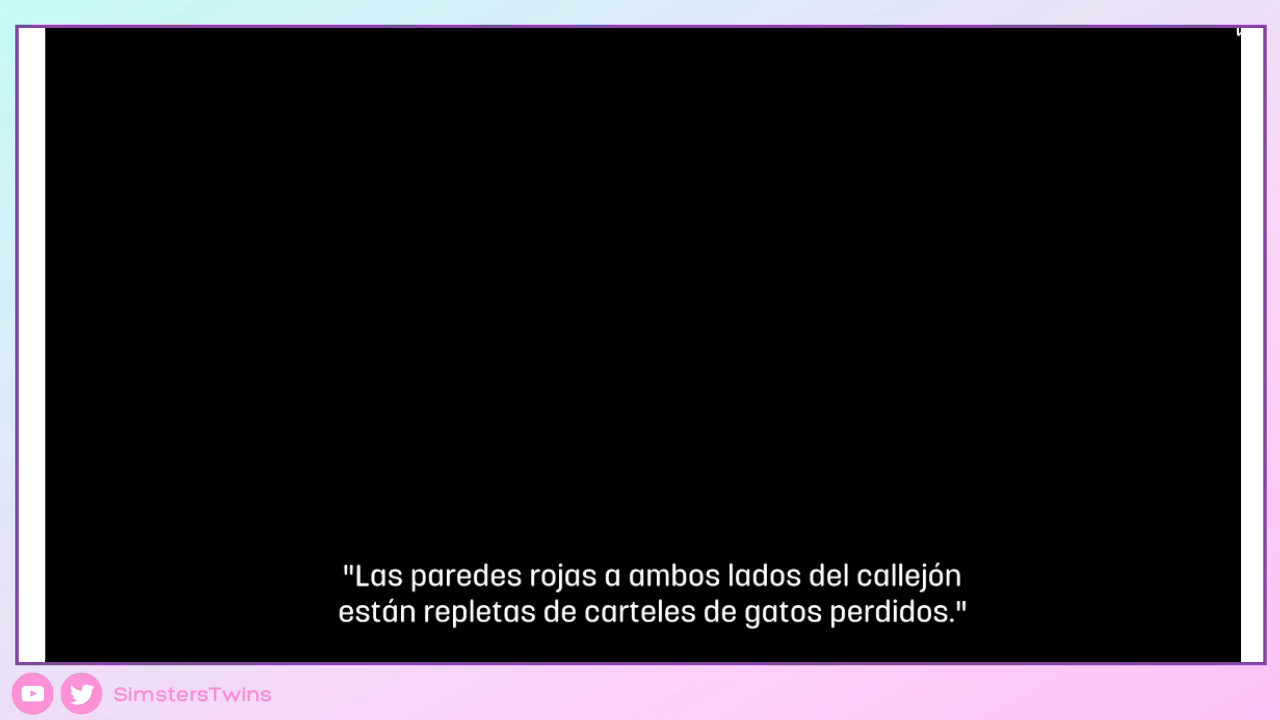 "Las paredes rojas a ambos lados del callejón
están repletas de carteles de gatos perdidos."
SimstersTwins